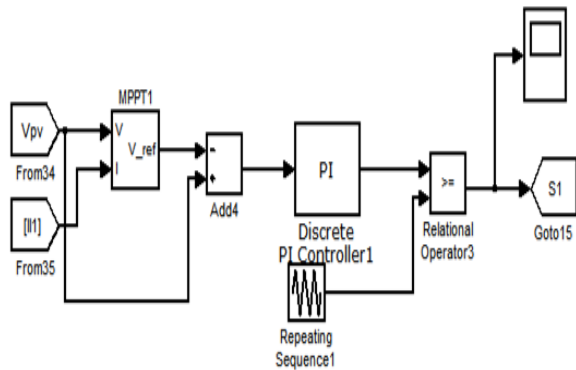 MPPT1
Vpv
V
V_ref
I
From34
[Il1]
From35
-
+
Add4
PI
Discrete
PI Controller1
>=
Relational
Operator3
S1
Goto15
Repeating
Sequence1